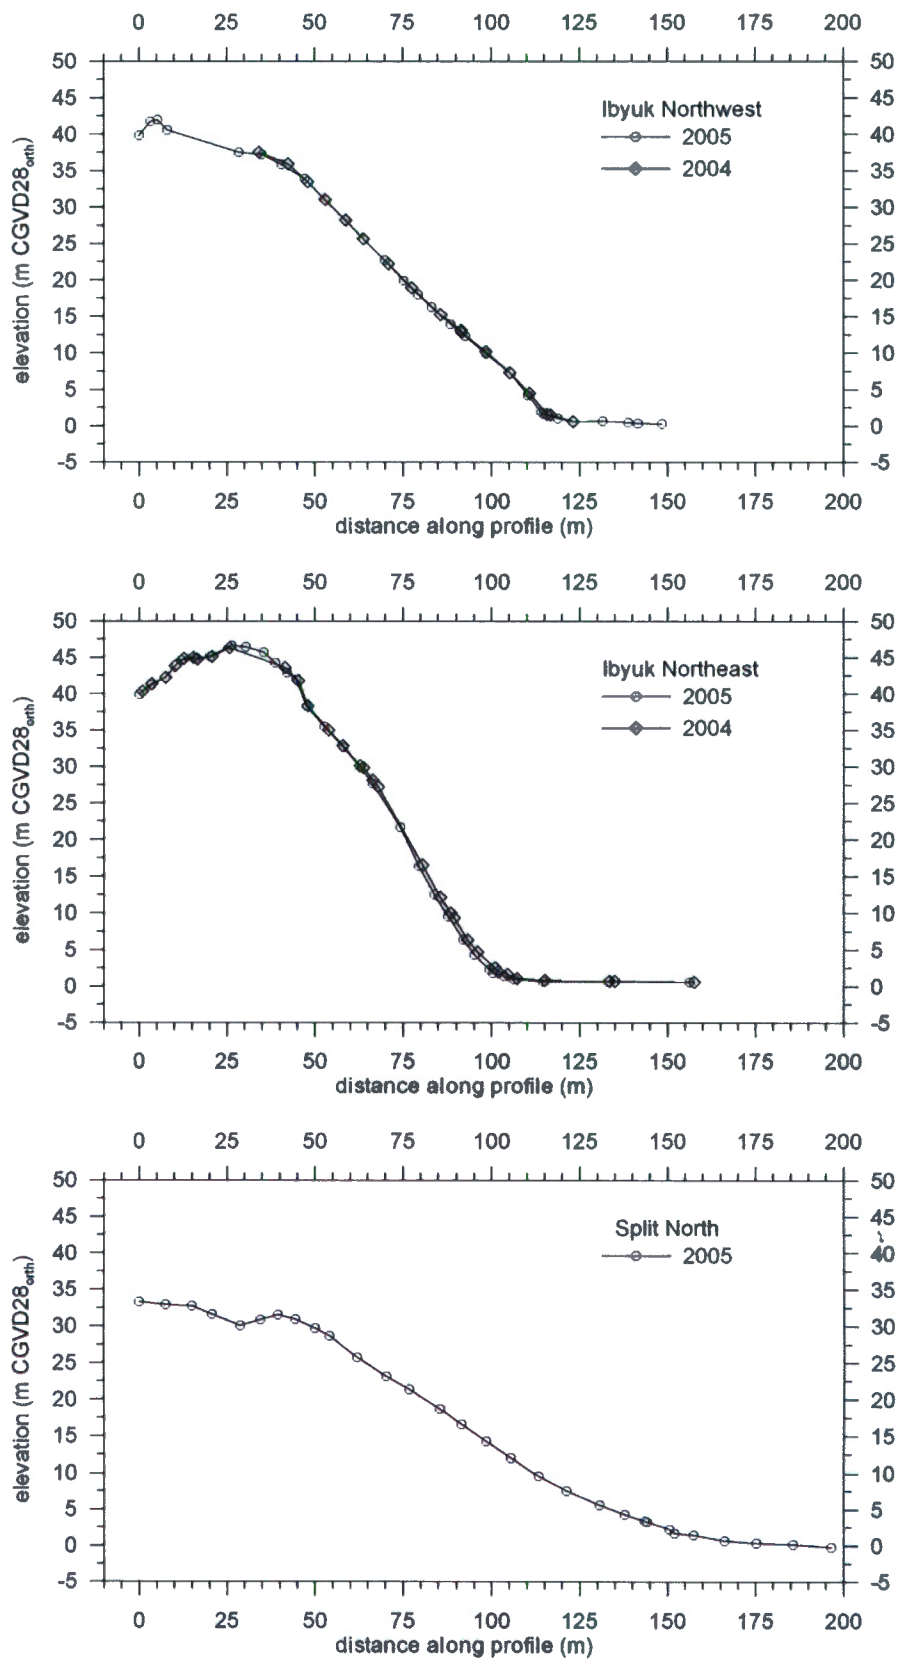 0 25 50 75 100 125 150 175 200
50 50
45 Ibyuk Northwest 45
2005
40 40
2004
35 35
30 30
25 25
20 20
15 15
10 10
5 5
0 0
-5 -5
elevation (m CGVD28orth)
0 25 50 75 100 125 150 175 200
distance along profile (m)
0 25 50 75 100 125 150 175 200
50 50
45 Ibyuk Northeast 45
2005
40 40
2004
35 35
30 30
25 25
20 20
15 15
10 10
5 5
0 0
-5 -5
elevation (m CGVD28orth)
0 25 50 75 100 125 150 175 200
distance along profile (m)
0 25 50 75 100 125 150 175 200
50 50
45 Split North 45
2005
40 40
35 35
30 30
25 25
20 20
15 15
10 10
5 5
0 0
-5 -5
elevation (m CGVD28orth)
0 25 50 75 100 125 150 175 200
distance along profile (m)